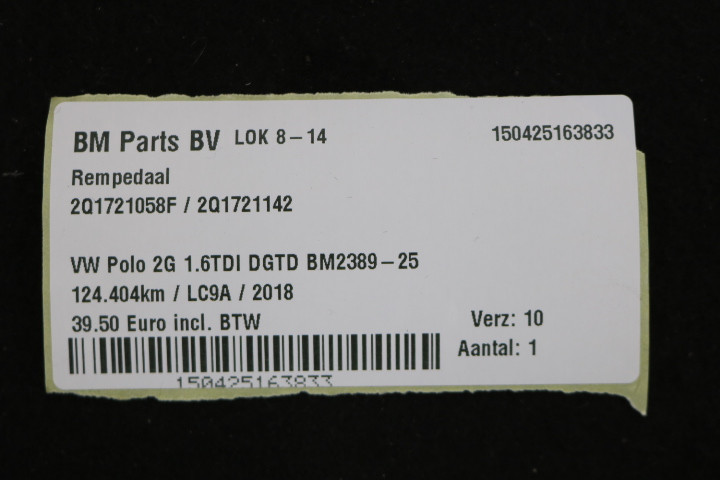 BM Parts BV LOK 8-14 150425163833
Rempedaal
2Q1721058F / 2Q1721142
VW Polo 2G 1.6TDI DGTD BM2389-25
124.404km / LC9A / 2018
39.50 Euro incl. BTW Verz: 10
Aantal: 1
150425163833